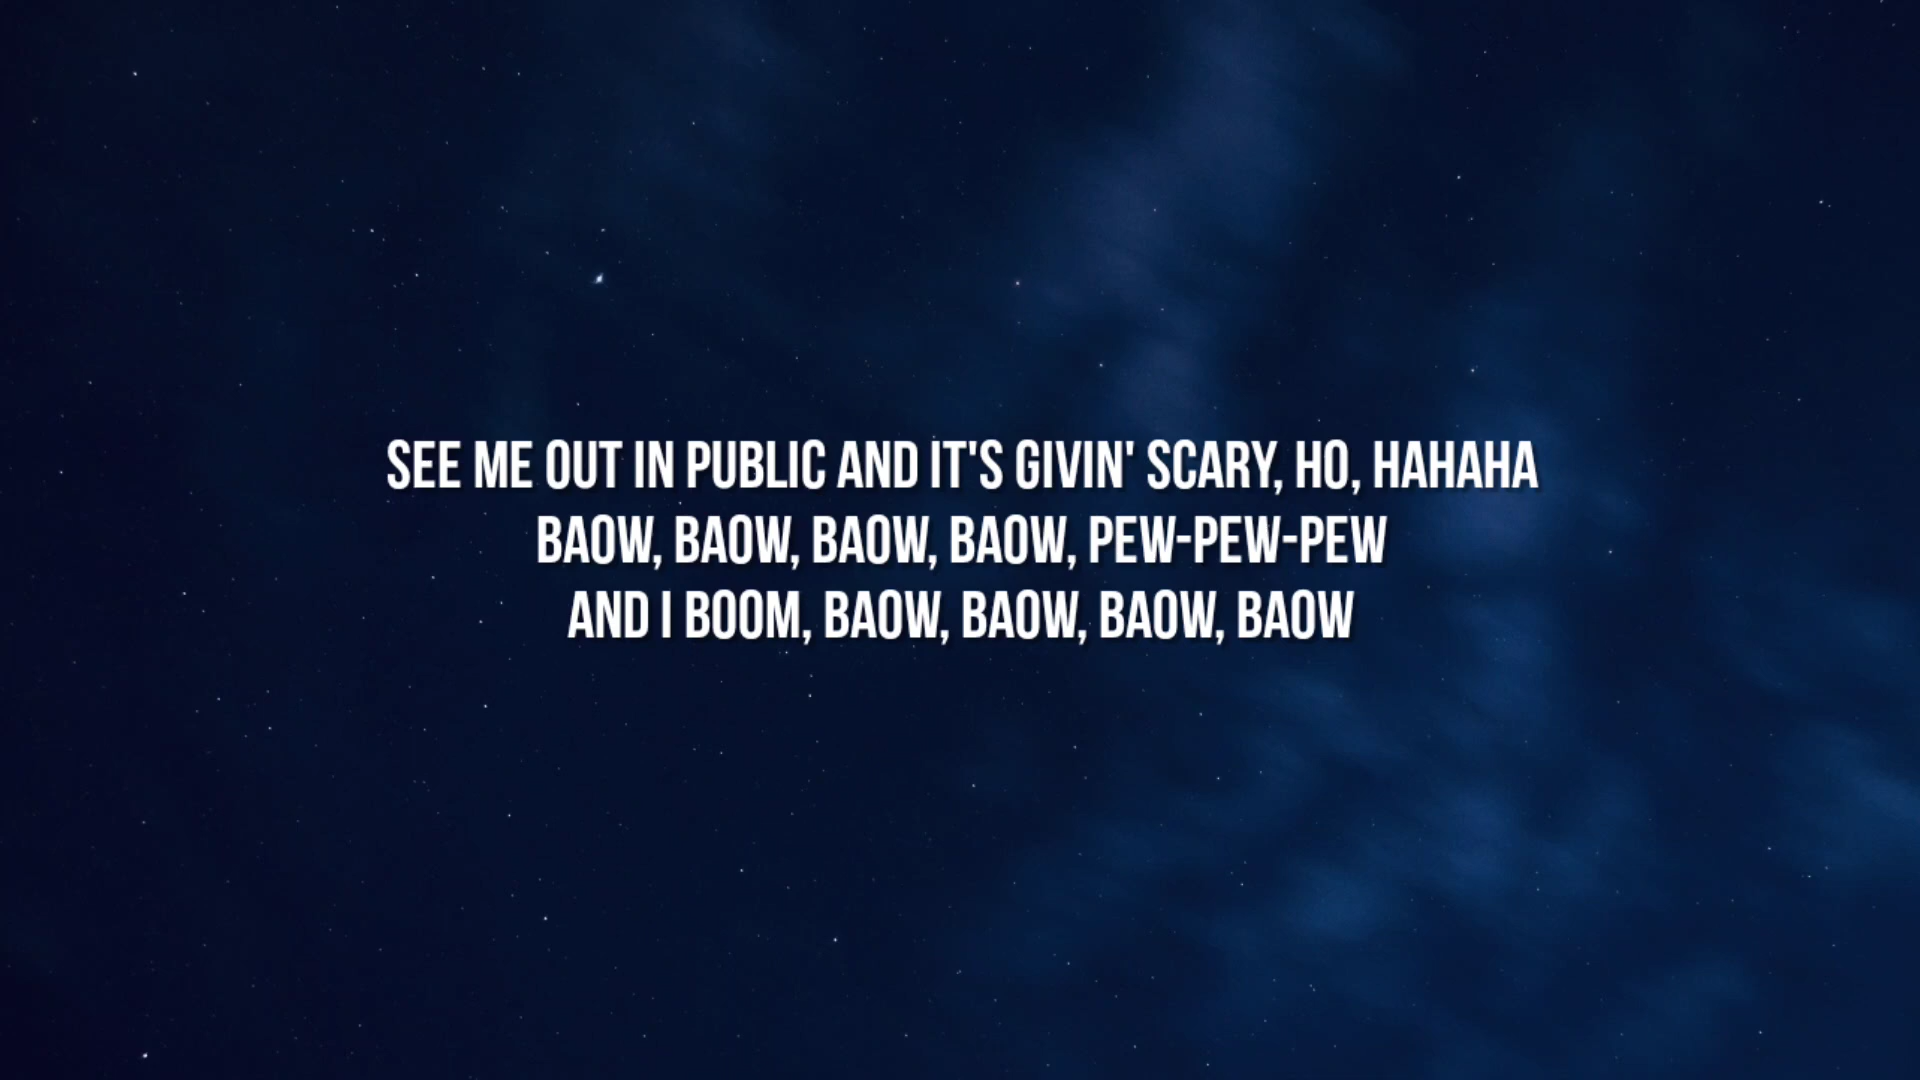 SEE ME OUT IN PUBLIC AND IT'S GIVIN' SCARY, HO, HAHAHA
BAOW, BAOW, BAOW, BAOW, PEW-PEW-PEW
AND I BOOM, BAOW, BAOW, BAOW, BAOW